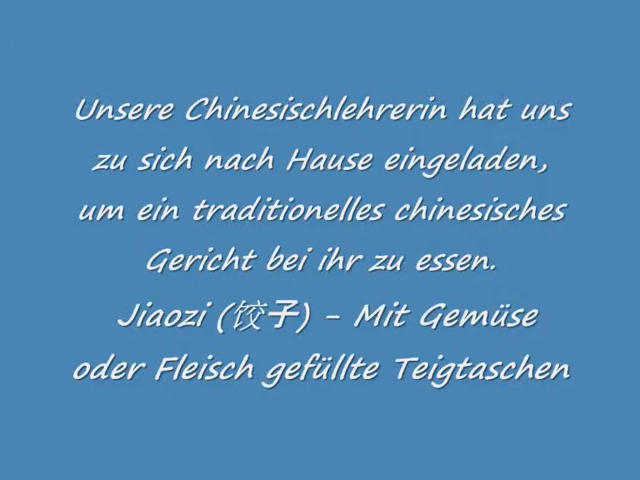 Unsere Chinesischlehrerin hat uns
zu sich nach Hause eingeladen,
um ein traditionelles chinesisches
Gericht bei ihr zu essen.
Jiaozi (饺子) - Mit Gemüse
oder Fleisch gefüllte Teigtaschen